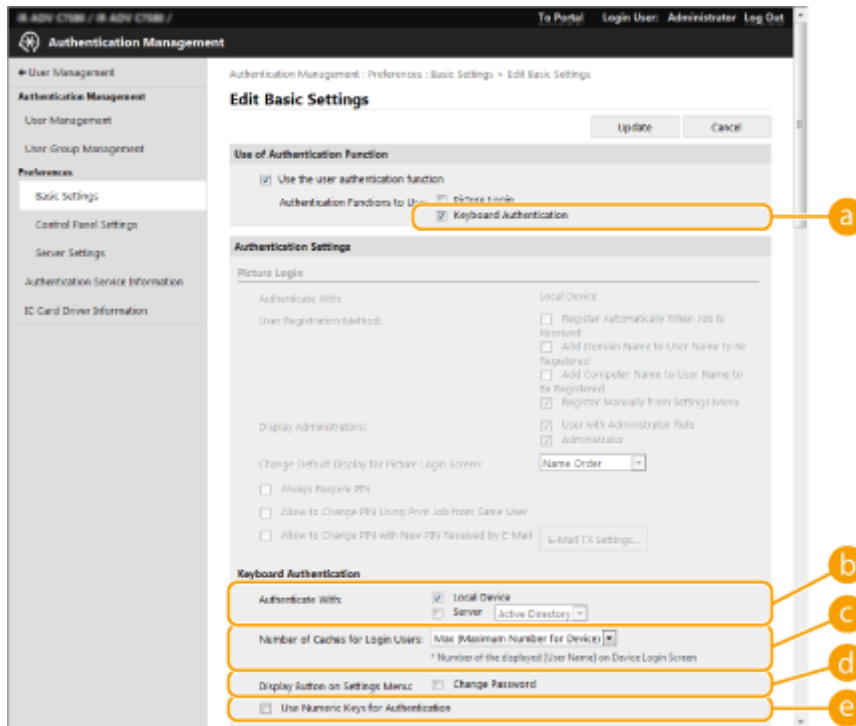 iR-ADV C7580 / iR-ADV C7580 /
To Portal Login User: Administrator Log Out
Authentication Management
User Management
Authentication Management
User Management
User Group Management
Preferences
Basic Settings
Control Panel Settings
Server Settings
Authentication Service Information
IC Card Driver Information
Authentication Management : Preferences : Basic Settings > Edit Basic Settings
Edit Basic Settings
Update Cancel
Use of Authentication Function
Use the user authentication function
Authentication Functions to Use: Picture Login
Keyboard Authentication
a
Authentication Settings
Picture Login
Authenticate With: Local Device
User Registration Method: Register Automatically When Job Is
Received
Add Domain Name to User Name to Be
Registered
Add Computer Name to User Name to
Be Registered
Register Manually from Settings Menu
Display Administrators: User with Administrator Role
Administrator
Change Default Display for Picture Login Screen: Name Order
Always Require PIN
Allow to Change PIN Using Print Job from Same User
Allow to Change PIN with New PIN Received by E-Mail E-Mail TX Settings...
Keyboard Authentication
b
Authenticate With: Local Device
Server Active Directory
c
Number of Caches for Login Users: Max (Maximum Number for Device)
* Number of the displayed [User Name] on Device Login Screen
d
Display Button on Settings Menu: Change Password
Use Numeric Keys for Authentication
e